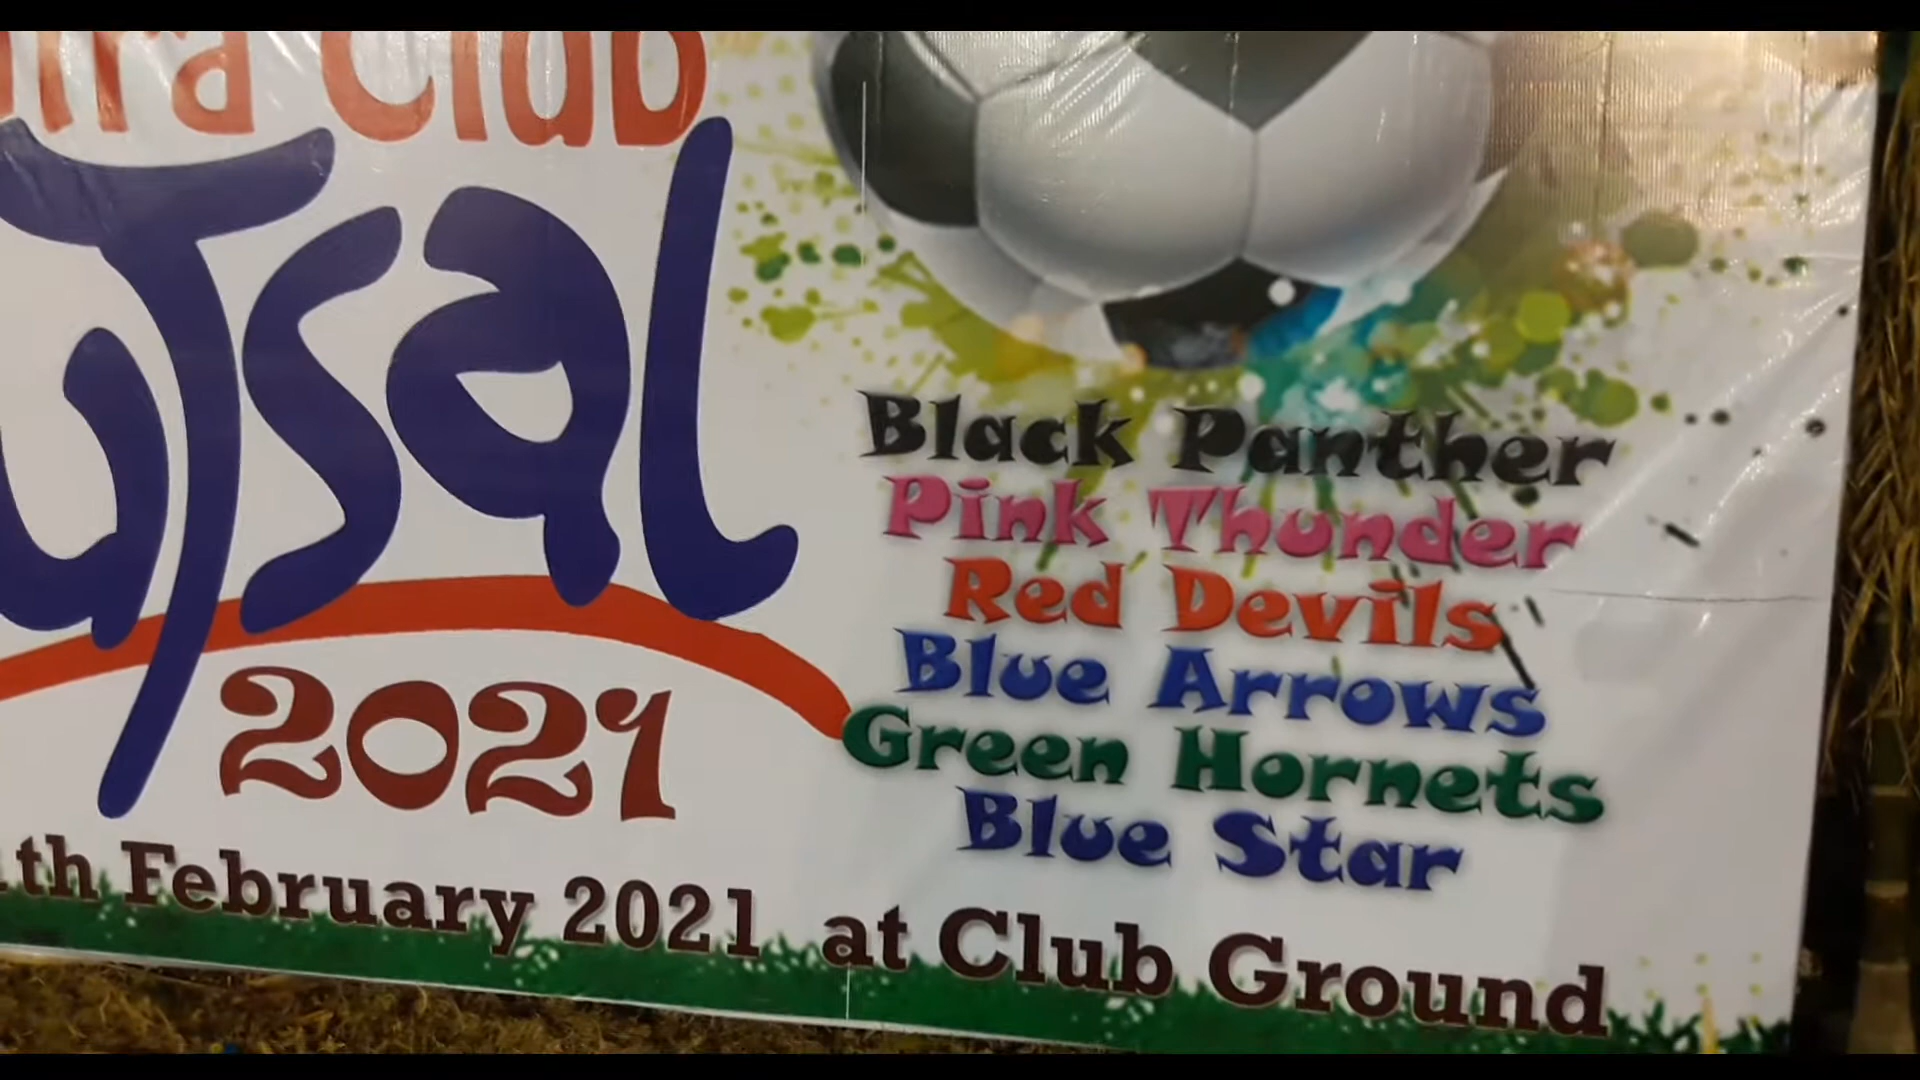 Club
utsal
2021
Black Panther
Pink Thunder
Red Devils
Blue Arrows
Green Hornets
Blue Star
th February 2021 at Club Ground